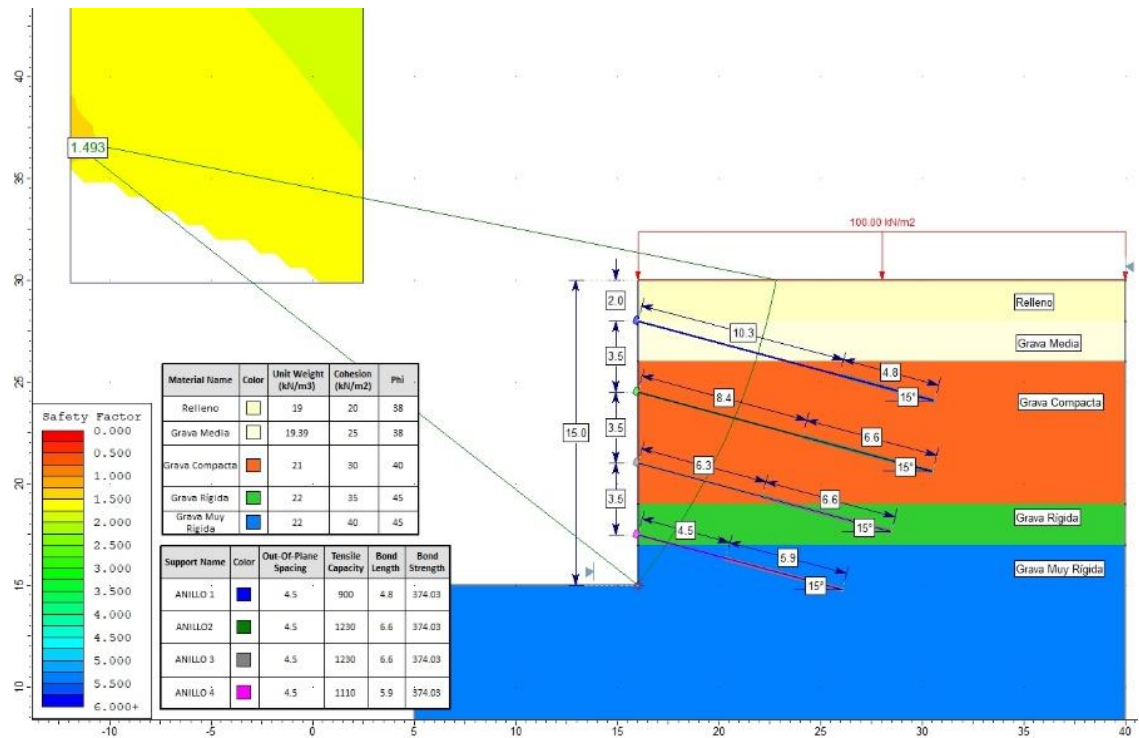 40
35
30
25
20
15
10
1.493
100.00 kN/m2
2.0
3.5
3.5
3.5
15.0
10.3
4.8
15°
8.4
6.6
15°
6.3
6.6
15°
4.5
5.9
15°
Relleno
Grava Media
Grava Compacta
Grava Rígida
Grava Muy Rígida
Material Name Color Unit Weight (kN/m3) Cohesion (kN/m2) Phi
Relleno 19 20 38
Grava Media 19.39 25 38
Grava Compacta 21 30 40
Grava Rígida 22 35 45
Grava Muy Rígida 22 40 45
Support Name Color Out-Of-Plane Spacing Tensile Capacity Bond Length Bond Strength
ANILLO 1 4.5 900 4.8 374.03
ANILLO2 4.5 1230 6.6 374.03
ANILLO 3 4.5 1230 6.6 374.03
ANILLO 4 4.5 1110 5.9 374.03
Safety Factor
0.000
0.500
1.000
1.500
2.000
2.500
3.000
3.500
4.000
4.500
5.000
5.500
6.000+
-10 -5 0 5 10 15 20 25 30 35 40